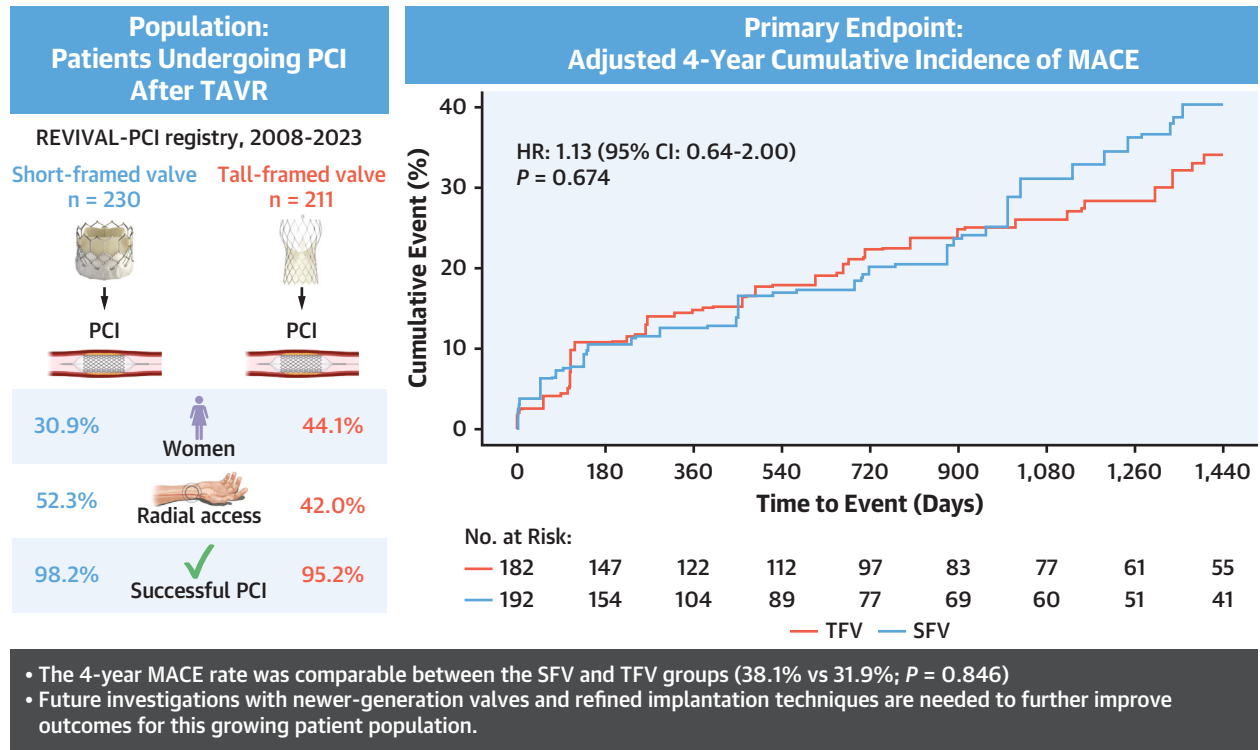 Population:
Patients Undergoing PCI
After TAVR
REVIVAL-PCI registry, 2008-2023
Short-framed valve
n = 230
Tall-framed valve
n = 211
PCI
PCI
30.9%
Women
44.1%
52.3%
Radial access
42.0%
98.2%
Successful PCI
95.2%
Primary Endpoint:
Adjusted 4-Year Cumulative Incidence of MACE
Cumulative Event (%)
40
30
20
10
0
HR: 1.13 (95% CI: 0.64-2.00)
P = 0.674
0 180 360 540 720 900 1,080 1,260 1,440
Time to Event (Days)
No. at Risk:
182 147 122 112 97 83 77 61 55
192 154 104 89 77 69 60 51 41
TFV SFV
• The 4-year MACE rate was comparable between the SFV and TFV groups (38.1% vs 31.9%; P = 0.846)
• Future investigations with newer-generation valves and refined implantation techniques are needed to further improve
outcomes for this growing patient population.